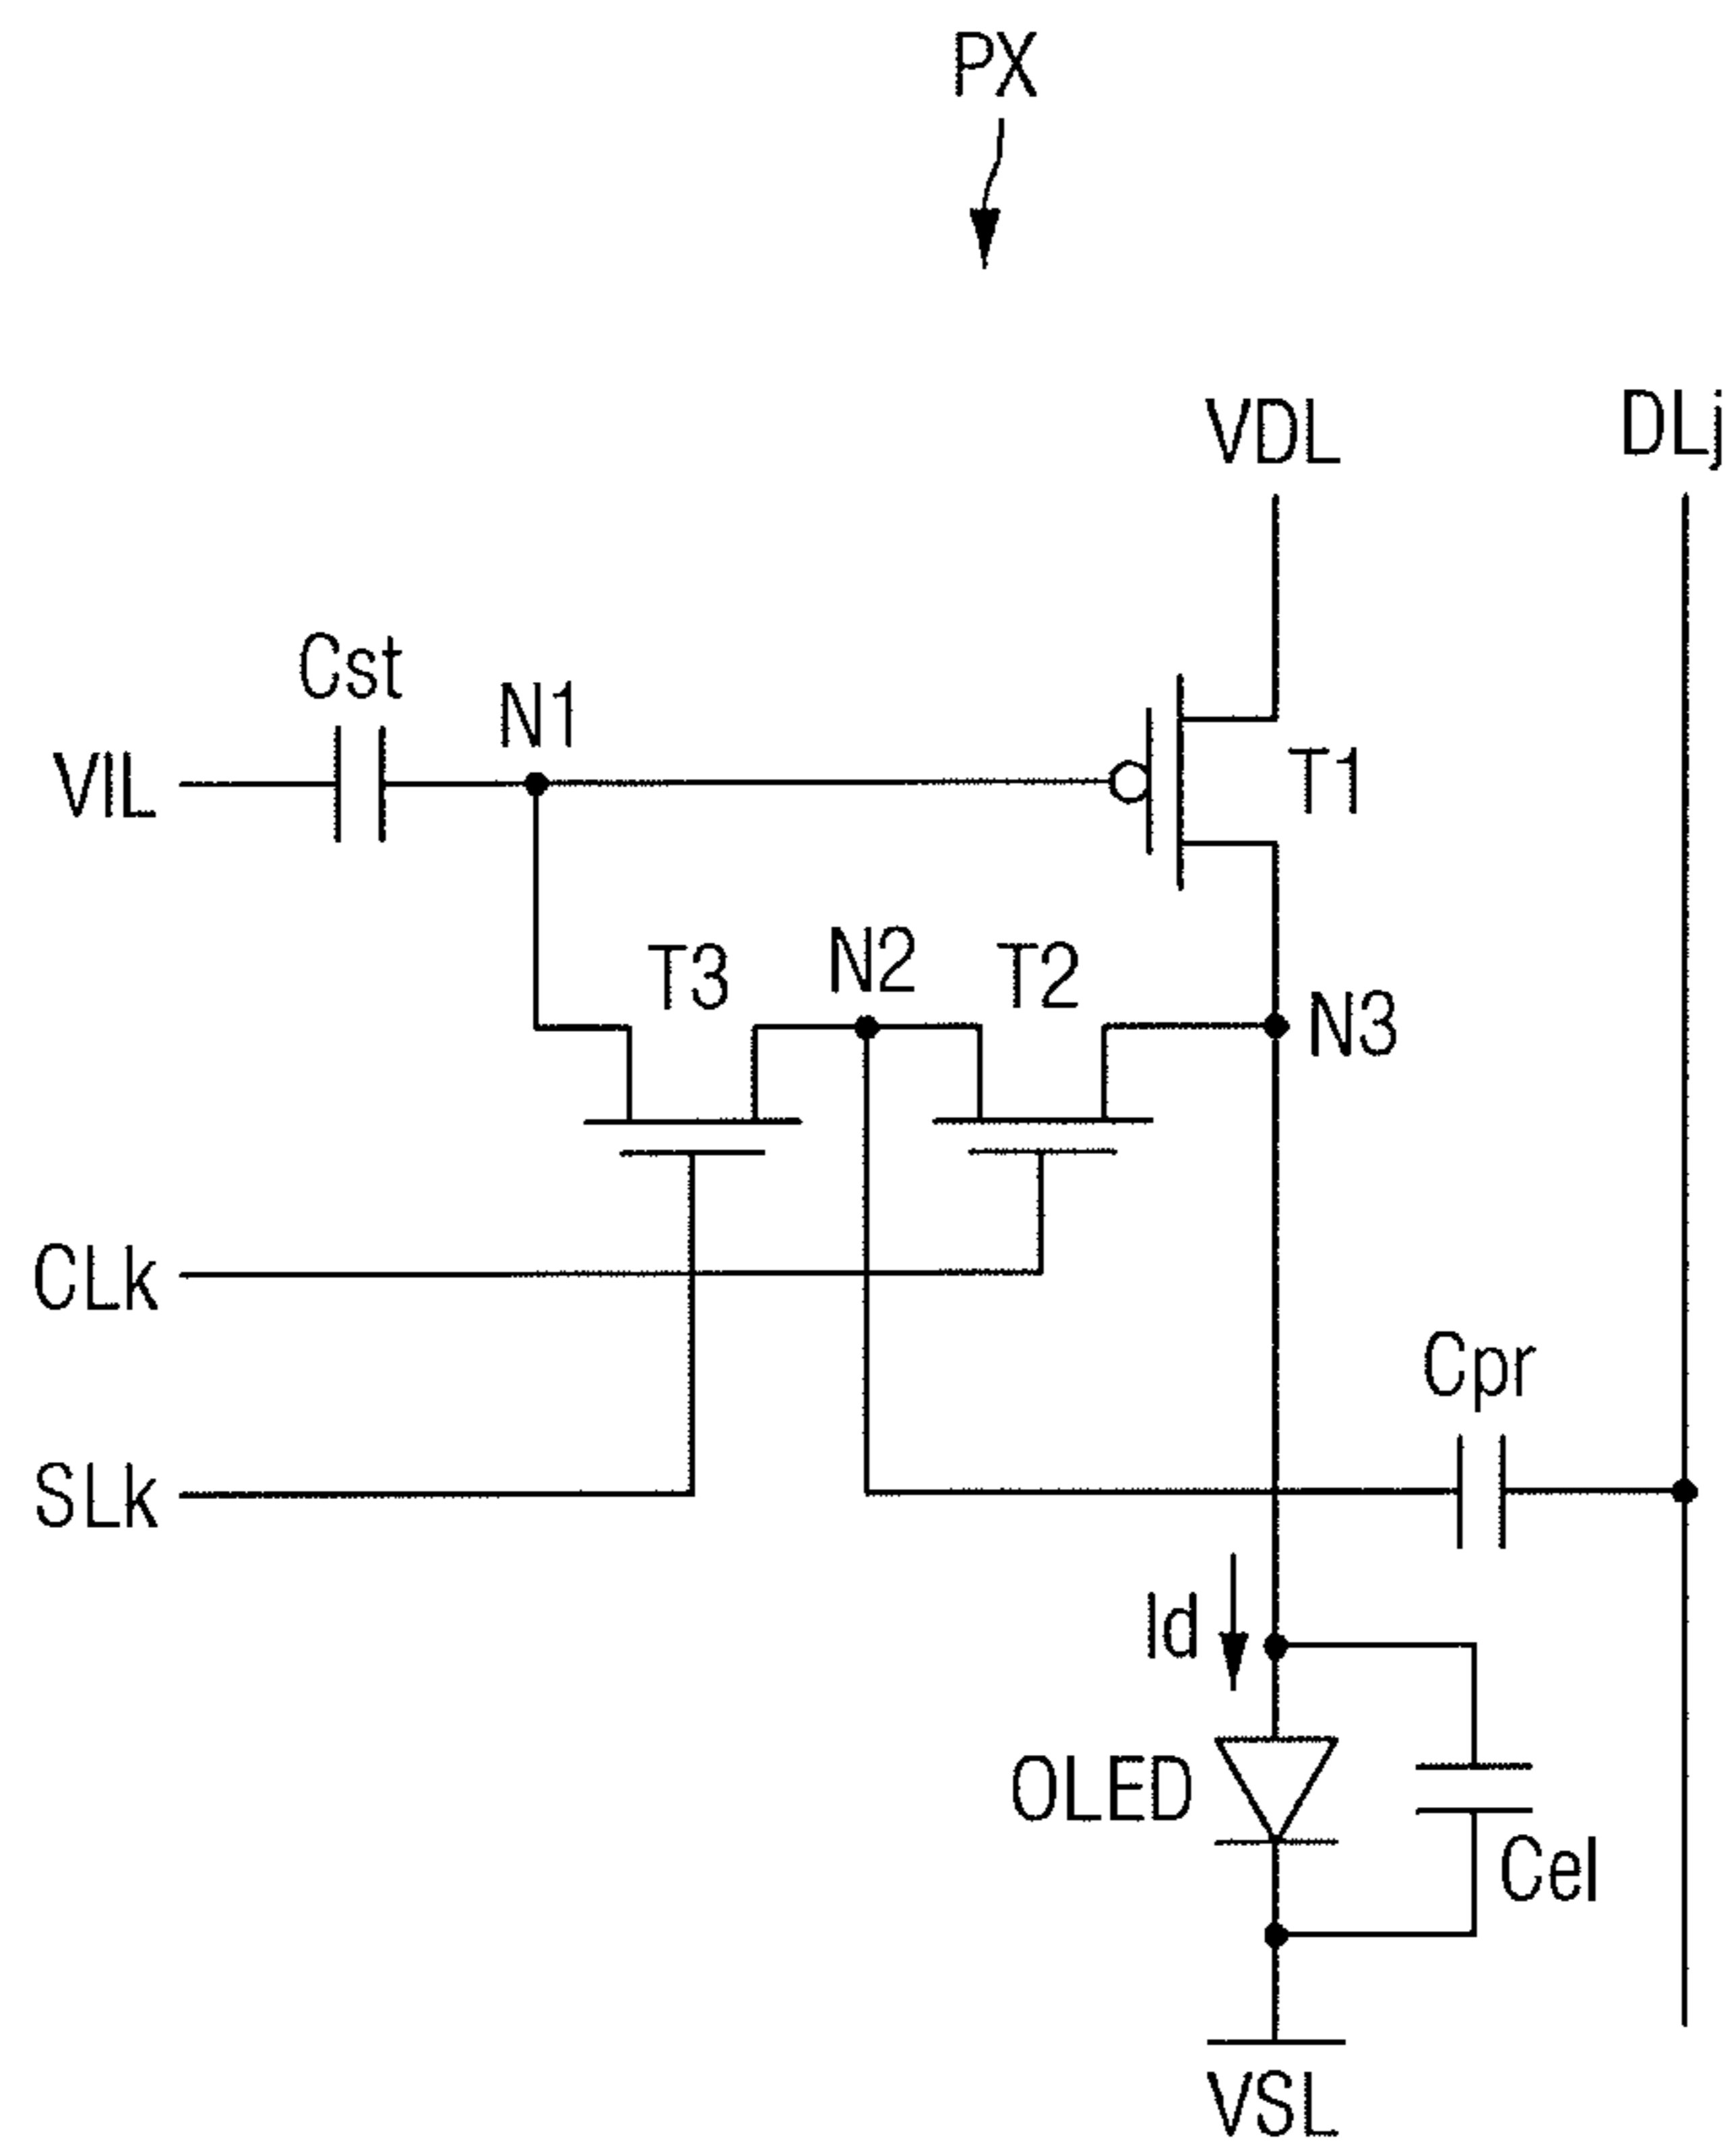 PX
VDL
DLj
Cst
N1
VIL
T1
T3
N2
T2
N3
CLk
Cpr
SLk
Id
OLED
Cel
VSL